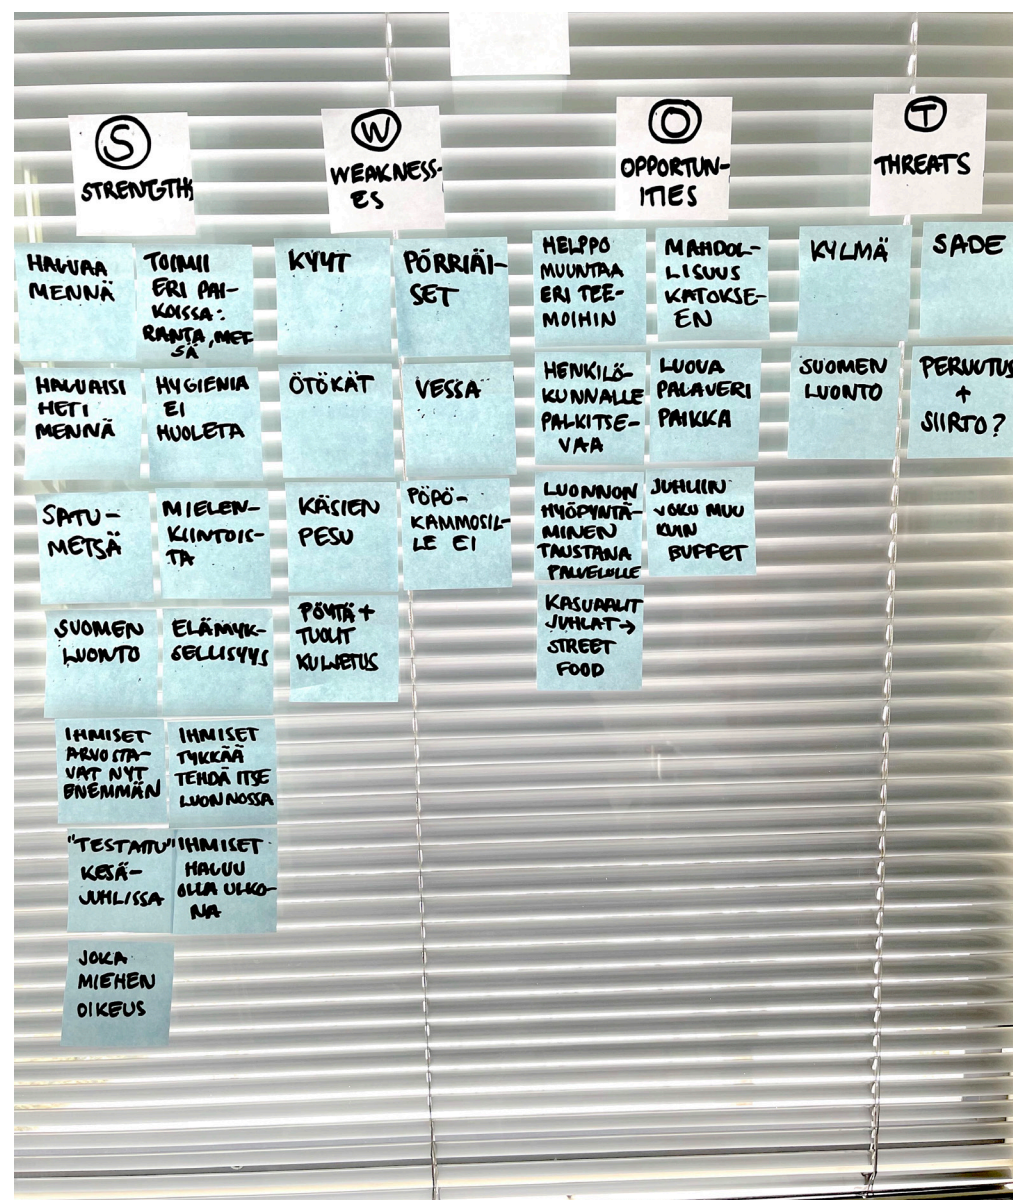 S
STRENGTHS
HALUAA
MENNÄ
TOIMII
ERI PAI-
KOISSA:
RANTA, MET-
SÄ
HALUAISI
HETI
MENNÄ
HYGIENIA
EI
HUOLETA
SATU-
METSÄ
MIELEN-
KIINTOIS-
TA
SUOMEN
LUONTO
ELÄMYK-
SELLISYYS
IHMISET
ARVOSTA-
VAT NYT
ENEMMÄN
IHMISET
TYKKÄÄ
TEHDÄ ITSE
LUONNOSSA
"TESTATTU"
KESÄ-
JUHLISSA
IHMISET
HALUU
OLLA ULKO-
NA
JOKA
MIEHEN
OIKEUS
W
WEAKNESS-
ES
KYYT
PÖRRIÄI-
SET
ÖTÖKÄT
VESSA
KÄSIEN
PESU
PÖPÖ-
KAMMOSIL-
LE EI
PÖYTÄ +
TUOLIT
KULJETUS
O
OPPORTUN-
ITIES
HELPPO
MUUNTAA
ERI TEE-
MOIHIN
MAHDOL-
LISUUS
KATOKSE-
EN
HENKILÖ-
KUNNALLE
PALKITSE-
VAA
LUOVA
PALAVERI
PAIKKA
LUONNON
HYÖPYNTÄ-
MINEN
TAUSTANA
PALVELULLE
JUHLIIN
JOKU MUU
KUIN
BUFFET
KASUAALIT
JUHLAT →
STREET
FOOD
T
THREATS
KYLMÄ
SADE
SUOMEN
LUONTO
PERUUTUS
+
SIIRTO?